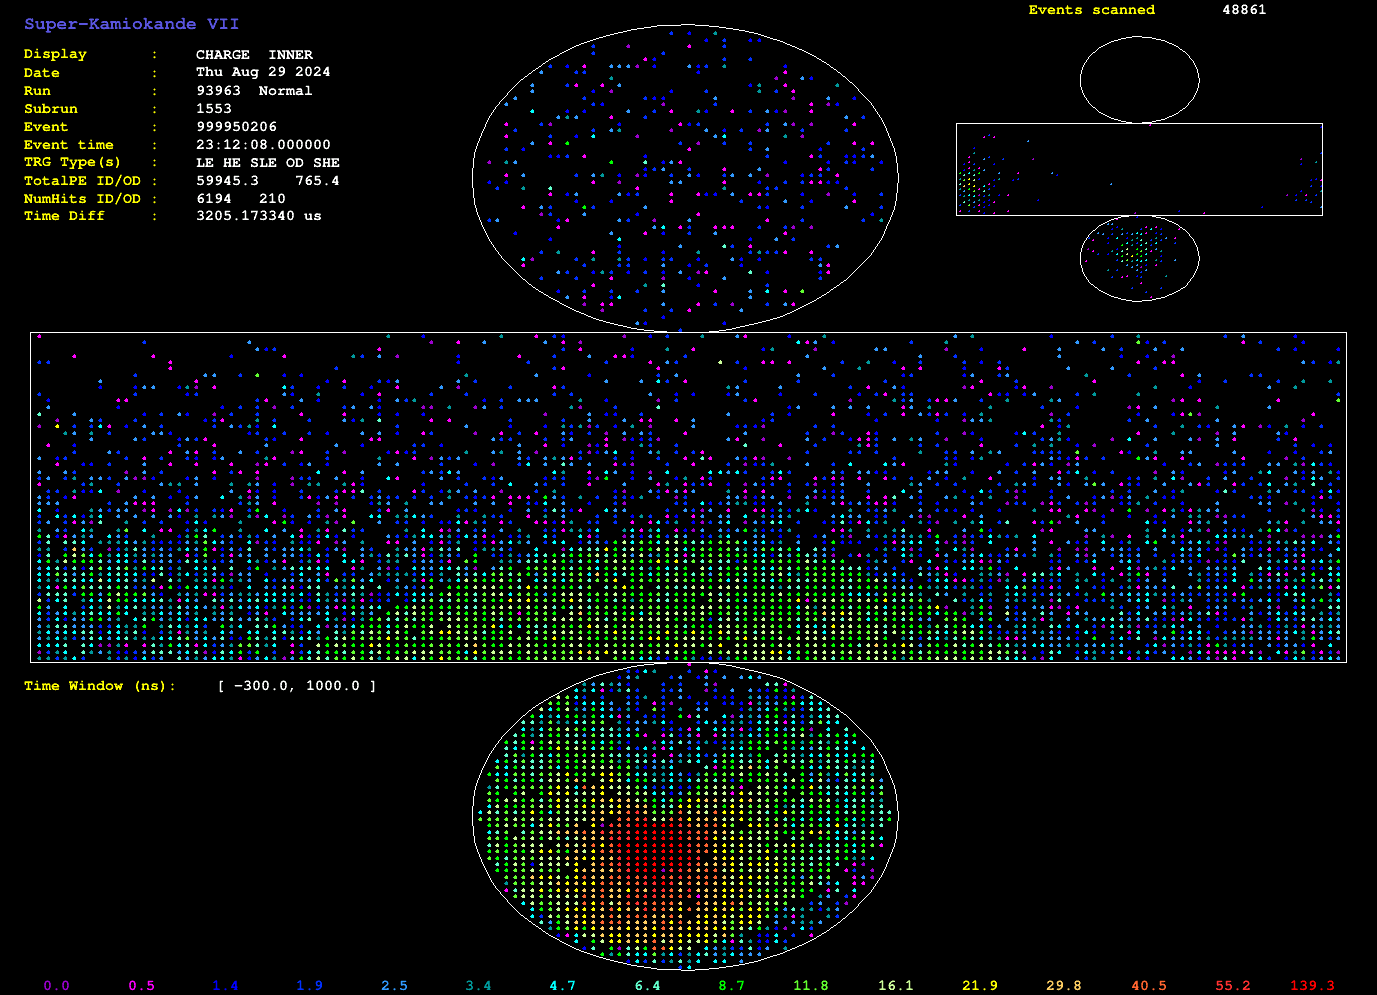 Super-Kamiokande VII
Events scanned 48861
Display : CHARGE INNER
Date : Thu Aug 29 2024
Run : 93963 Normal
Subrun : 1553
Event : 999950206
Event time : 23:12:08.000000
TRG Type(s) : LE HE SLE OD SHE
TotalPE ID/OD : 59945.3 765.4
NumHits ID/OD : 6194 210
Time Diff : 3205.173340 us
Time Window (ns): [ -300.0, 1000.0 ]
0.0 0.5 1.4 1.9 2.5 3.4 4.7 6.4 8.7 11.8 16.1 21.9 29.8 40.5 55.2 139.3